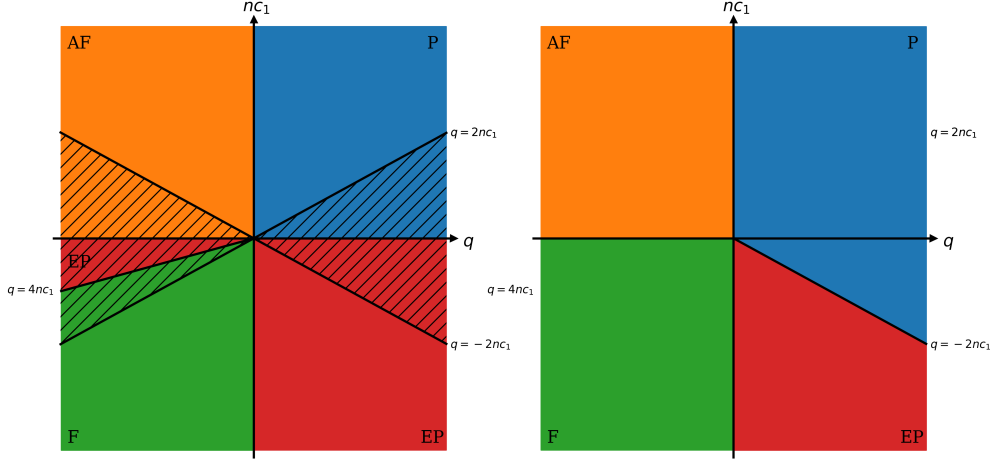 nc₁
AF
P
q = 2nc₁
q
EP
q = 4nc₁
q = −2nc₁
F
EP
nc₁
AF
P
q = 2nc₁
q
q = 4nc₁
q = −2nc₁
F
EP